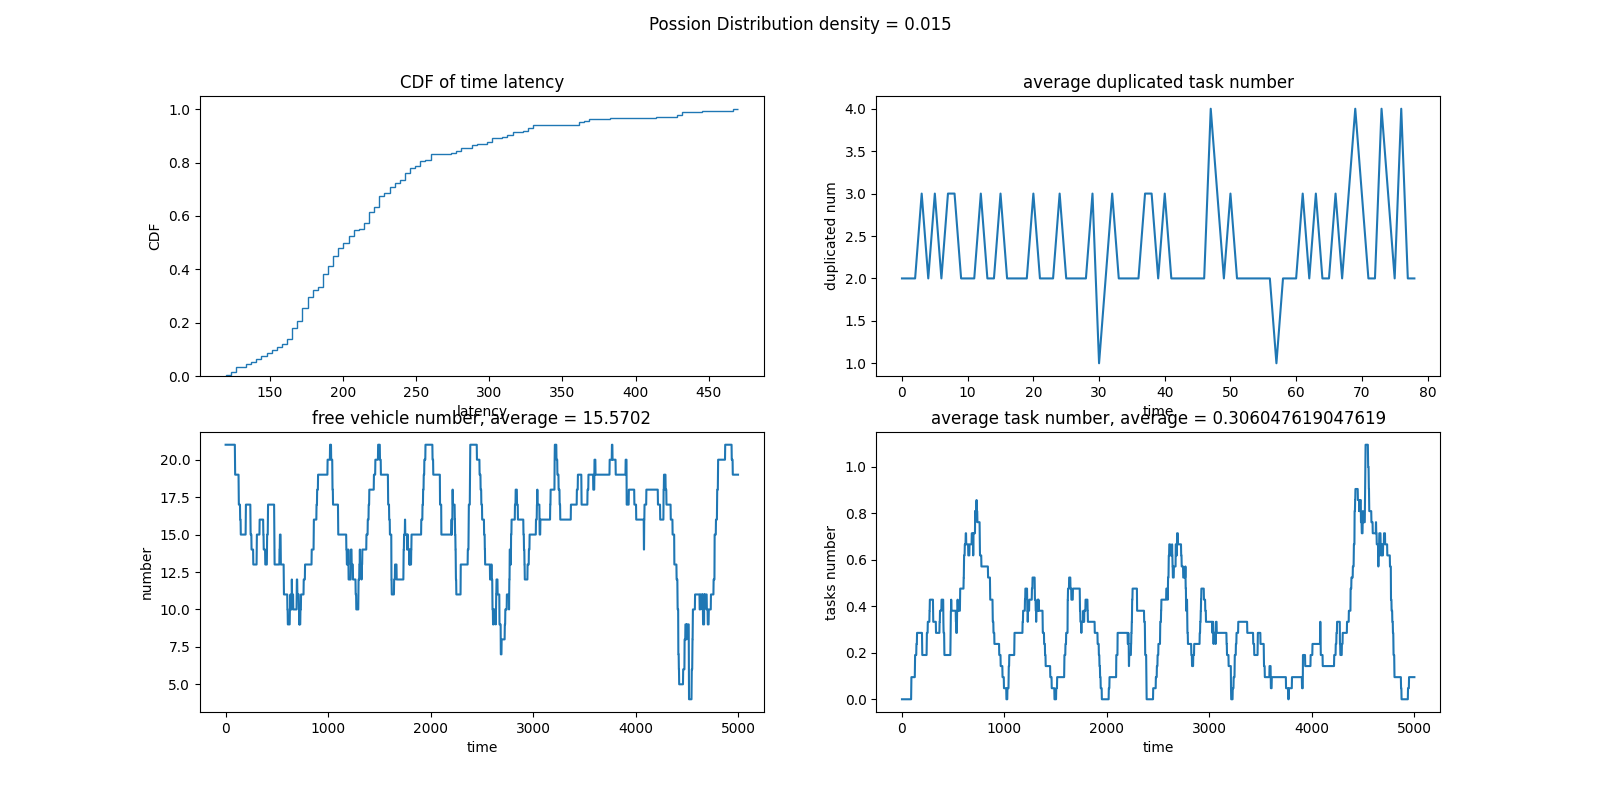 Possion Distribution density = 0.015
CDF of time latency
1.0
0.8
0.6
0.4
0.2
0.0
CDF
150 200 250 300 350 400 450
latency
average duplicated task number
4.0
3.5
3.0
2.5
2.0
1.5
1.0
duplicated num
0 10 20 30 40 50 60 70 80
time
free vehicle number, average = 15.5702
20.0
17.5
15.0
12.5
10.0
7.5
5.0
number
0 1000 2000 3000 4000 5000
time
average task number, average = 0.306047619047619
1.0
0.8
0.6
0.4
0.2
0.0
tasks number
0 1000 2000 3000 4000 5000
time